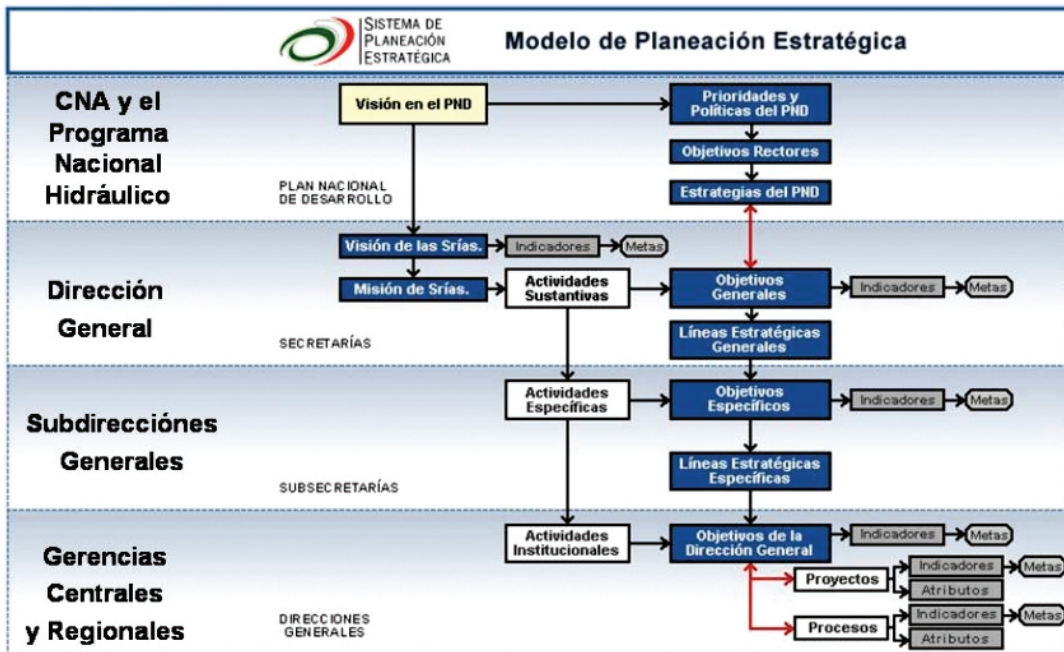 SISTEMA DE
PLANEACIÓN
ESTRATÉGICA
Modelo de Planeación Estratégica
CNA y el
Programa
Nacional
Hidráulico
PLAN NACIONAL
DE DESARROLLO
Visión en el PND
Prioridades y
Políticas del PND
Objetivos Rectores
Estrategias del PND
Dirección
General
SECRETARÍAS
Visión de las Srías.
Indicadores
Metas
Misión de Srías.
Actividades
Sustantivas
Objetivos
Generales
Indicadores
Metas
Líneas Estratégicas
Generales
Subdirecciónes
Generales
SUBSECRETARÍAS
Actividades
Específicas
Objetivos
Específicos
Indicadores
Metas
Líneas Estratégicas
Específicas
Gerencias
Centrales
y Regionales
DIRECCIONES
GENERALES
Actividades
Institucionales
Objetivos de la
Dirección General
Indicadores
Metas
Proyectos
Indicadores
Metas
Atributos
Procesos
Indicadores
Metas
Atributos